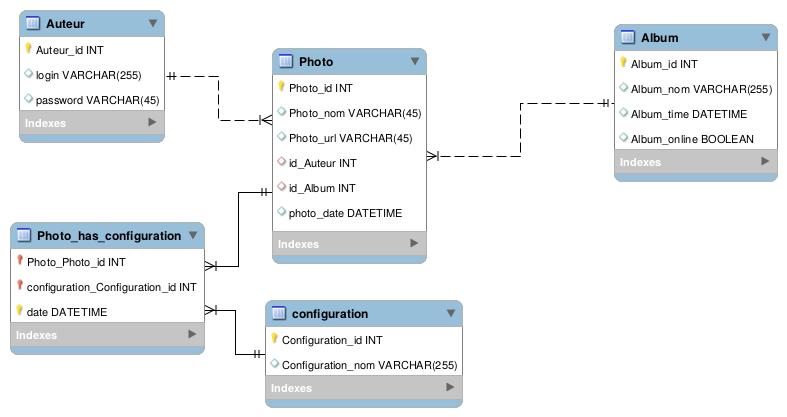 Auteur
Auteur_id INT
login VARCHAR(255)
password VARCHAR(45)
Indexes
Photo
Photo_id INT
Photo_nom VARCHAR(45)
Photo_url VARCHAR(45)
id_Auteur INT
id_Album INT
photo_date DATETIME
Indexes
Album
Album_id INT
Album_nom VARCHAR(255)
Album_time DATETIME
Album_online BOOLEAN
Indexes
Photo_has_configuration
Photo_Photo_id INT
configuration_Configuration_id INT
date DATETIME
Indexes
configuration
Configuration_id INT
Configuration_nom VARCHAR(255)
Indexes